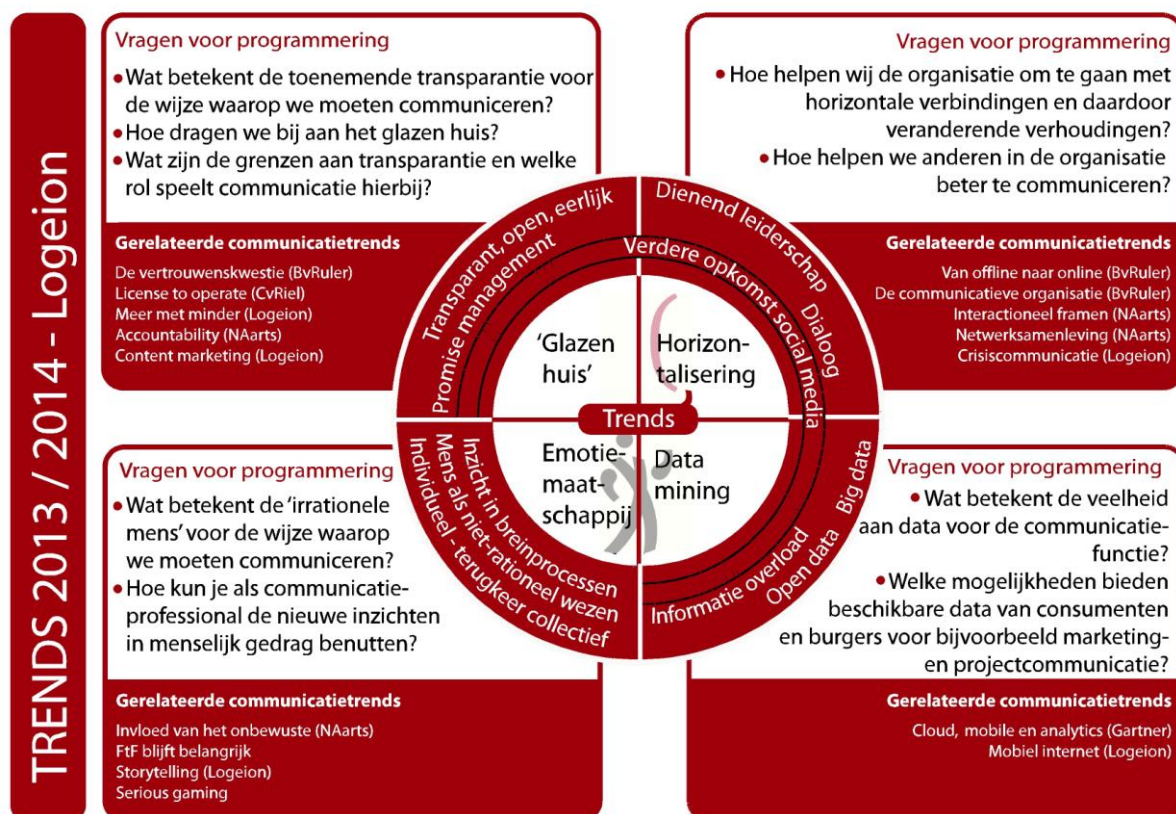 TRENDS 2013 / 2014 - Logeion
Vragen voor programmering
• Wat betekent de toenemende transparantie voor
de wijze waarop we moeten communiceren?
• Hoe dragen we bij aan het glazen huis?
• Wat zijn de grenzen aan transparantie en welke
rol speelt communicatie hierbij?
Gerelateerde communicatietrends
De vertrouwenskwestie (BvRuler)
License to operate (CvRiel)
Meer met minder (Logeion)
Accountability (NAarts)
Content marketing (Logeion)
Vragen voor programmering
• Hoe helpen wij de organisatie om te gaan met
horizontale verbindingen en daardoor
veranderende verhoudingen?
• Hoe helpen we anderen in de organisatie
beter te communiceren?
Gerelateerde communicatietrends
Van offline naar online (BvRuler)
De communicatieve organisatie (BvRuler)
Interactioneel framen (NAarts)
Netwerksamenleving (NAarts)
Crisiscommunicatie (Logeion)
Transparant, open, eerlijk
Promise management
Dienend leiderschap
Dialoog
Verdere opkomst social media
'Glazen
huis'
Horizon-
talisering
Trends
Emotie-
maat-
schappij
Data
mining
Inzicht in breinprocessen
Mens als niet-rationeel wezen
Individueel - terugkeer collectief
Informatie overload
Open data
Big data
Vragen voor programmering
• Wat betekent de 'irrationele
mens' voor de wijze waarop
we moeten communiceren?
• Hoe kun je als communicatie-
professional de nieuwe inzichten
in menselijk gedrag benutten?
Gerelateerde communicatietrends
Invloed van het onbewuste (NAarts)
FtF blijft belangrijk
Storytelling (Logeion)
Serious gaming
Vragen voor programmering
• Wat betekent de veelheid
aan data voor de communicatie-
functie?
• Welke mogelijkheden bieden
beschikbare data van consumenten
en burgers voor bijvoorbeeld marketing-
en projectcommunicatie?
Gerelateerde communicatietrends
Cloud, mobile en analytics (Gartner)
Mobiel internet (Logeion)